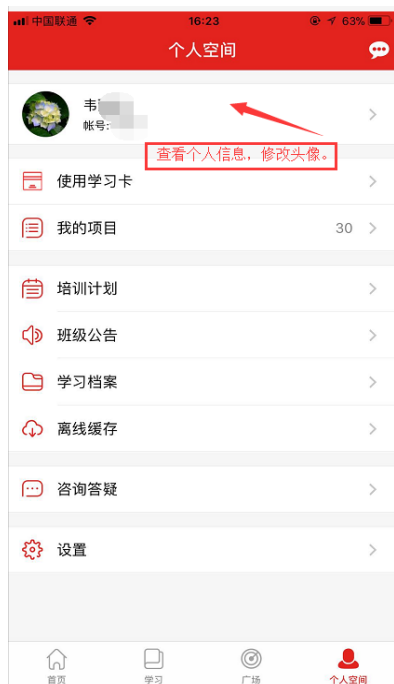 中国联通 16:23 63%
个人空间
韦
帐号:
查看个人信息，修改头像。
使用学习卡
我的项目 30
培训计划
班级公告
学习档案
离线缓存
咨询答疑
设置
首页 学习 广场 个人空间